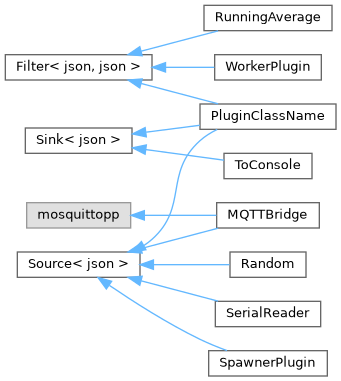 RunningAverage
Filter< json, json >
WorkerPlugin
PluginClassName
Sink< json >
ToConsole
mosquittopp
MQTTBridge
Source< json >
Random
SerialReader
SpawnerPlugin